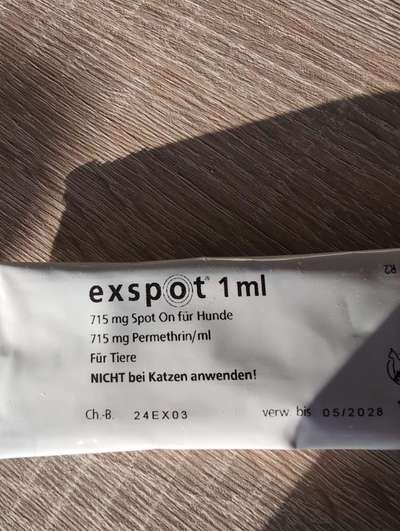 exspot® 1 ml
715 mg Spot On für Hunde
715 mg Permethrin/ml
Für Tiere
NICHT bei Katzen anwenden!
Ch.-B. 24EX03 verw. bis 05/2028
R2